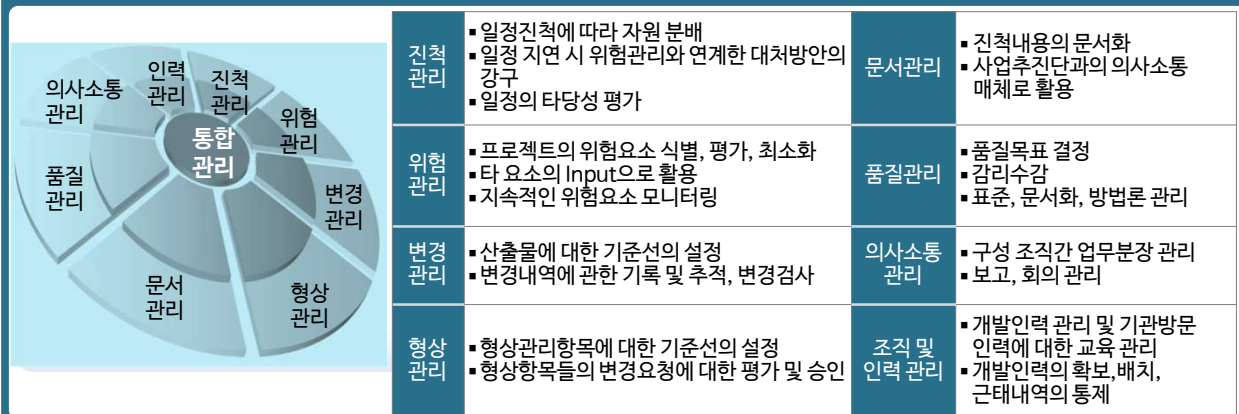 인력
관리
진척
관리
의사소통
관리
위험
관리
통합
관리
품질
관리
변경
관리
문서
관리
형상
관리
진척
관리
▪일정진척에 따라 자원 분배
▪일정 지연 시 위험관리와 연계한 대처방안의
강구
▪일정의 타당성 평가
문서관리
▪진척내용의 문서화
▪사업추진단과의 의사소통
매체로 활용
위험
관리
▪프로젝트의 위험요소 식별, 평가, 최소화
▪타 요소의 Input으로 활용
▪지속적인 위험요소 모니터링
품질관리
▪품질목표 결정
▪감리수감
▪표준, 문서화, 방법론 관리
변경
관리
▪산출물에 대한 기준선의 설정
▪변경내역에 관한 기록 및 추적, 변경검사
의사소통
관리
▪구성 조직간 업무분장 관리
▪보고, 회의 관리
형상
관리
▪형상관리항목에 대한 기준선의 설정
▪형상항목들의 변경요청에 대한 평가 및 승인
조직 및
인력 관리
▪개발인력 관리 및 기관방문
인력에 대한 교육 관리
▪개발인력의 확보,배치,
근태내역의 통제